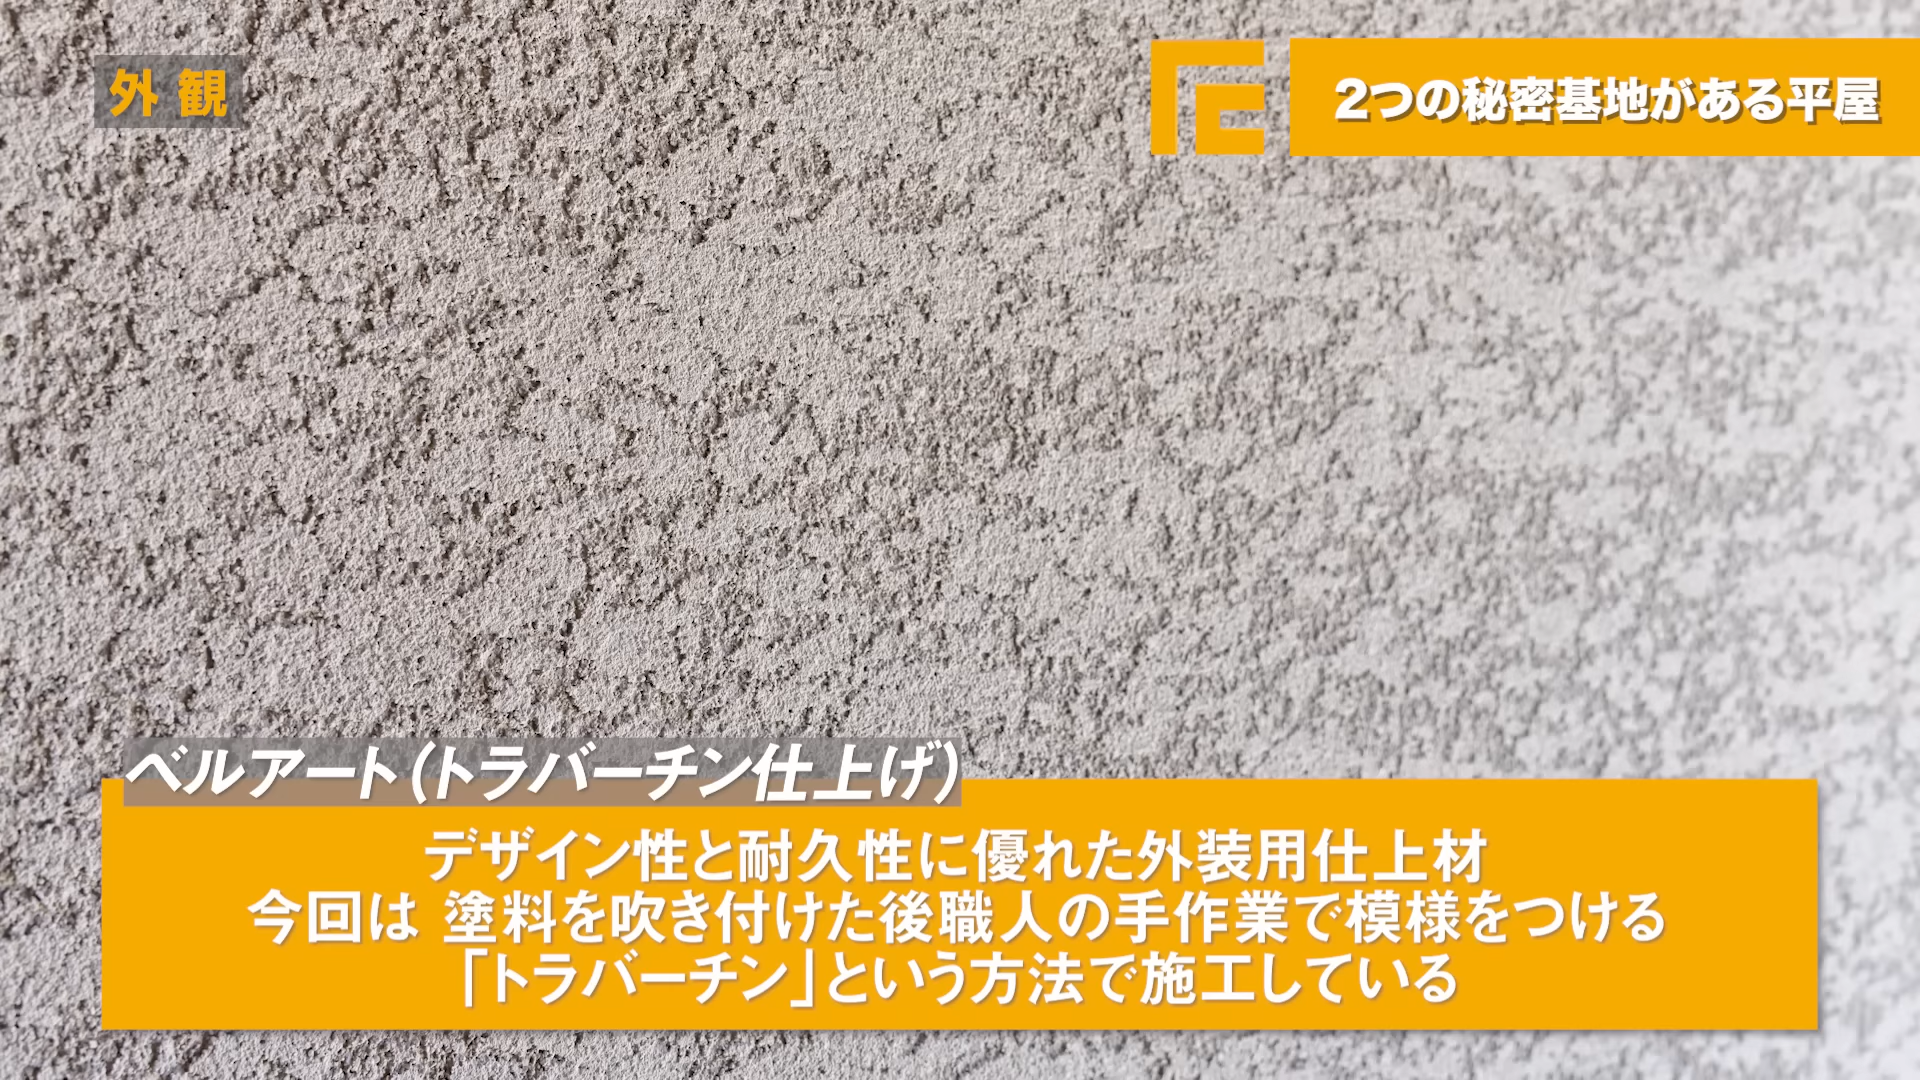 外観
2つの秘密基地がある平屋
ベルアート(トラバーチン仕上げ)
デザイン性と耐久性に優れた外装用仕上材
今回は 塗料を吹き付けた後職人の手作業で模様をつける
「トラバーチン」という方法で施工している